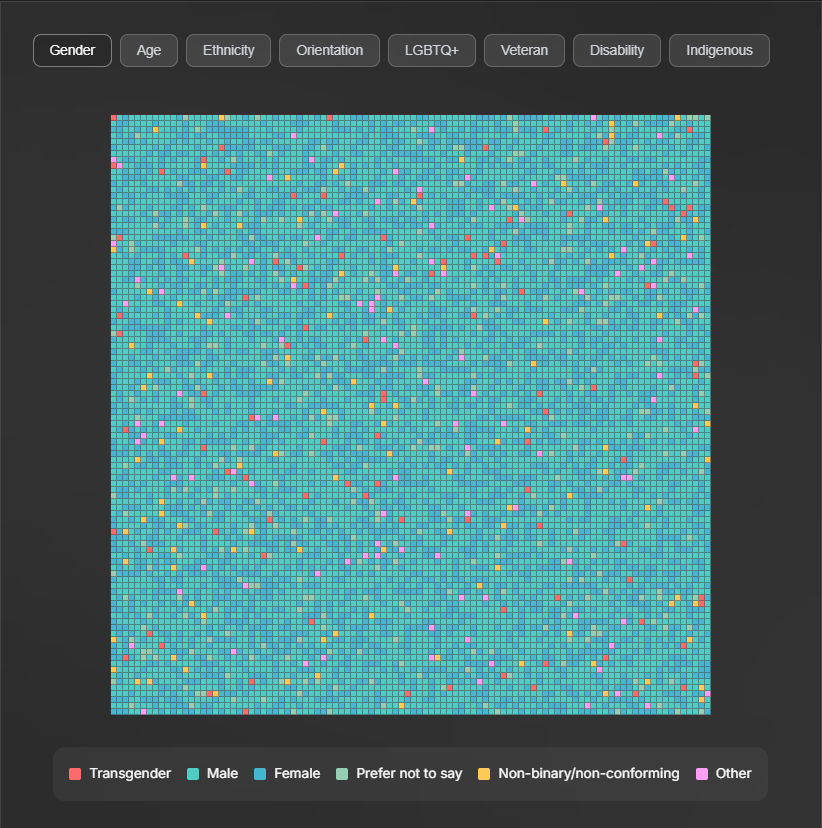 Gender Age Ethnicity Orientation LGBTQ+ Veteran Disability Indigenous
Transgender Male Female Prefer not to say Non-binary/non-conforming Other